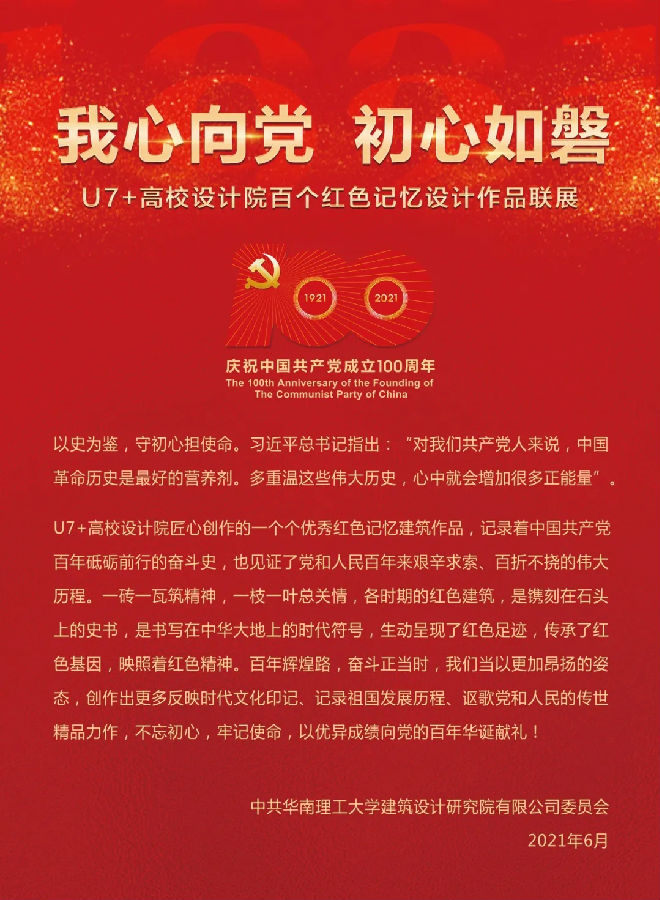 我心向党 初心如磐
U7+高校设计院百个红色记忆设计作品联展
1921
2021
庆祝中国共产党成立100周年
The 100th Anniversary of the Founding of
The Communist Party of China
以史为鉴，守初心担使命。习近平总书记指出：“对我们共产党人来说，中国
革命历史是最好的营养剂。多重温这些伟大历史，心中就会增加很多正能量”。
U7+高校设计院匠心创作的一个个优秀红色记忆建筑作品，记录着中国共产党
百年砥砺前行的奋斗史，也见证了党和人民百年来艰辛求索、百折不挠的伟大
历程。一砖一瓦筑精神，一枝一叶总关情，各时期的红色建筑，是镌刻在石头
上的史书，是书写在中华大地上的时代符号，生动呈现了红色足迹，传承了红
色基因，映照着红色精神。百年辉煌路，奋斗正当时，我们当以更加昂扬的姿
态，创作出更多反映时代文化印记、记录祖国发展历程、讴歌党和人民的传世
精品力作，不忘初心，牢记使命，以优异成绩向党的百年华诞献礼！
中共华南理工大学建筑设计研究院有限公司委员会
2021年6月